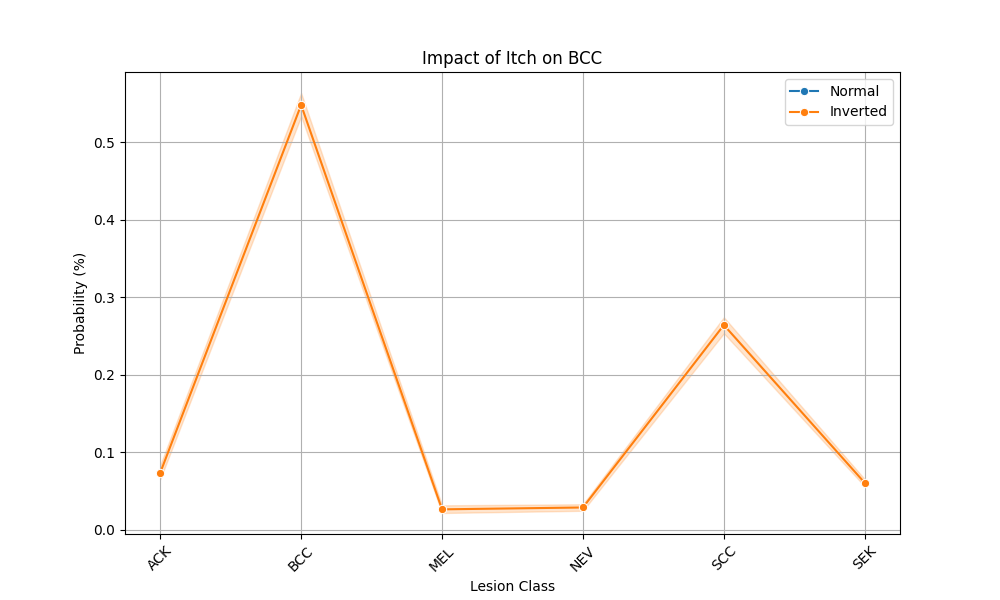 Impact of Itch on BCC
Normal
Inverted
Probability (%)
0.5
0.4
0.3
0.2
0.1
0.0
ACK
BCC
MEL
NEV
SCC
SEK
Lesion Class